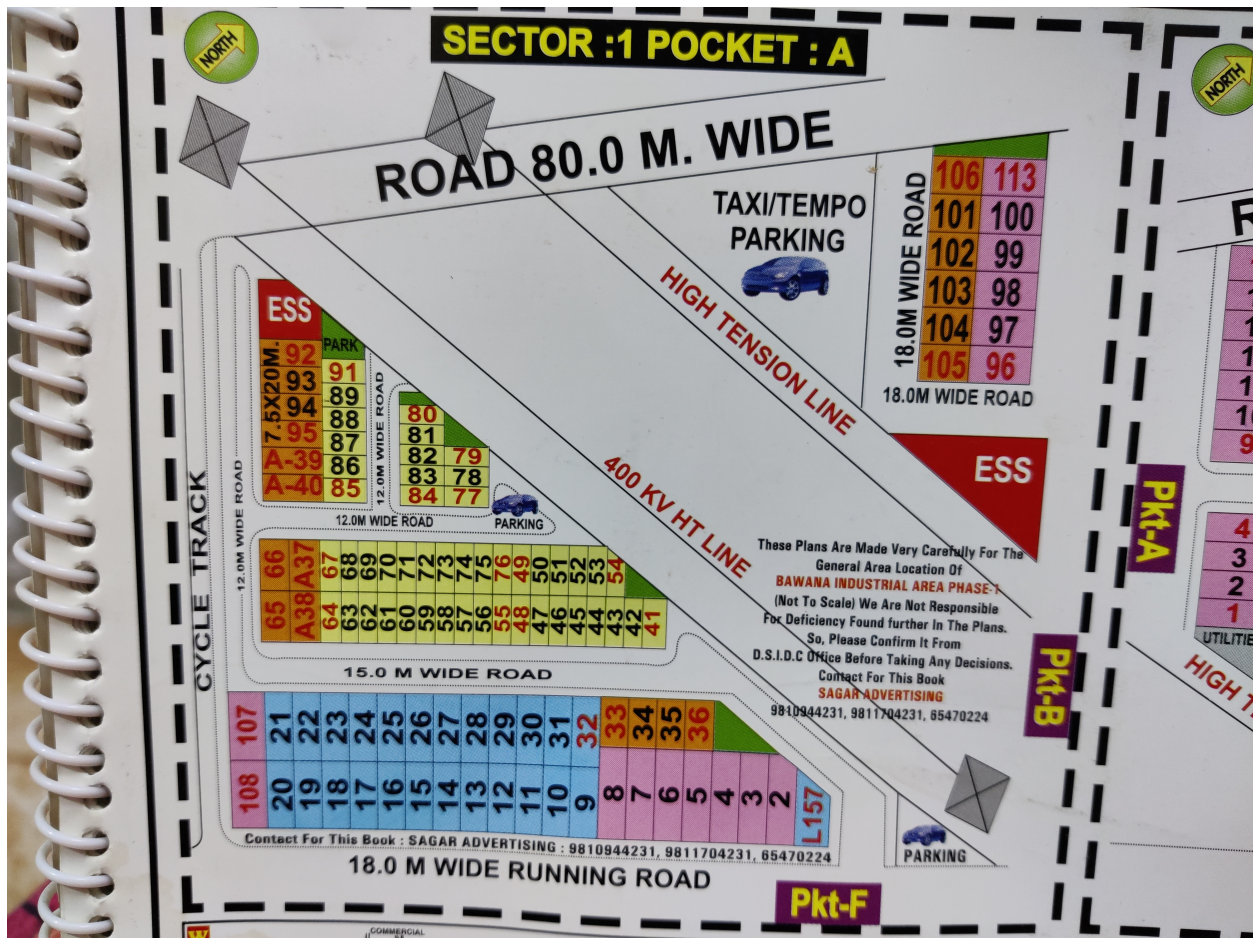 NORTH
SECTOR :1 POCKET : A
NORTH
ROAD 80.0 M. WIDE
TAXI/TEMPO
PARKING
18.0M WIDE ROAD
106 113
101 100
102 99
103 98
104 97
105 96
18.0M WIDE ROAD
HIGH TENSION LINE
ESS
ESS
PARK
7.5X20M.
92 91
93 89
94 88
95 87
A-39 86
A-40 85
12.0M WIDE ROAD
80
81
82 79
83 78
84 77
PARKING
12.0M WIDE ROAD
12.0M WIDE ROAD
CYCLE TRACK
400 KV HT LINE
66 A37 67 68 69 70 71 72 73 74 75 76 49 50 51 52 53 54
65 A38 64 63 62 61 60 59 58 57 56 55 48 47 46 45 44 43 42 41
15.0 M WIDE ROAD
These Plans Are Made Very Carefully For The
General Area Location Of
BAWANA INDUSTRIAL AREA PHASE-1
(Not To Scale) We Are Not Responsible
For Deficiency Found further In The Plans.
So, Please Confirm It From
D.S.I.D.C Office Before Taking Any Decisions.
Contact For This Book
SAGAR ADVERTISING
9810944231, 9811704231, 65470224
107 21 22 23 24 25 26 27 28 29 30 31 32 33 34 35 36
108 20 19 18 17 16 15 14 13 12 11 10 9 8 7 6 5 4 3 2 L157
Contact For This Book : SAGAR ADVERTISING : 9810944231, 9811704231, 65470224
18.0 M WIDE RUNNING ROAD
PARKING
Pkt-F
Pkt-B
Pkt-A
4
3
2
1
UTILITIE
HIGH T
COMMERCIAL